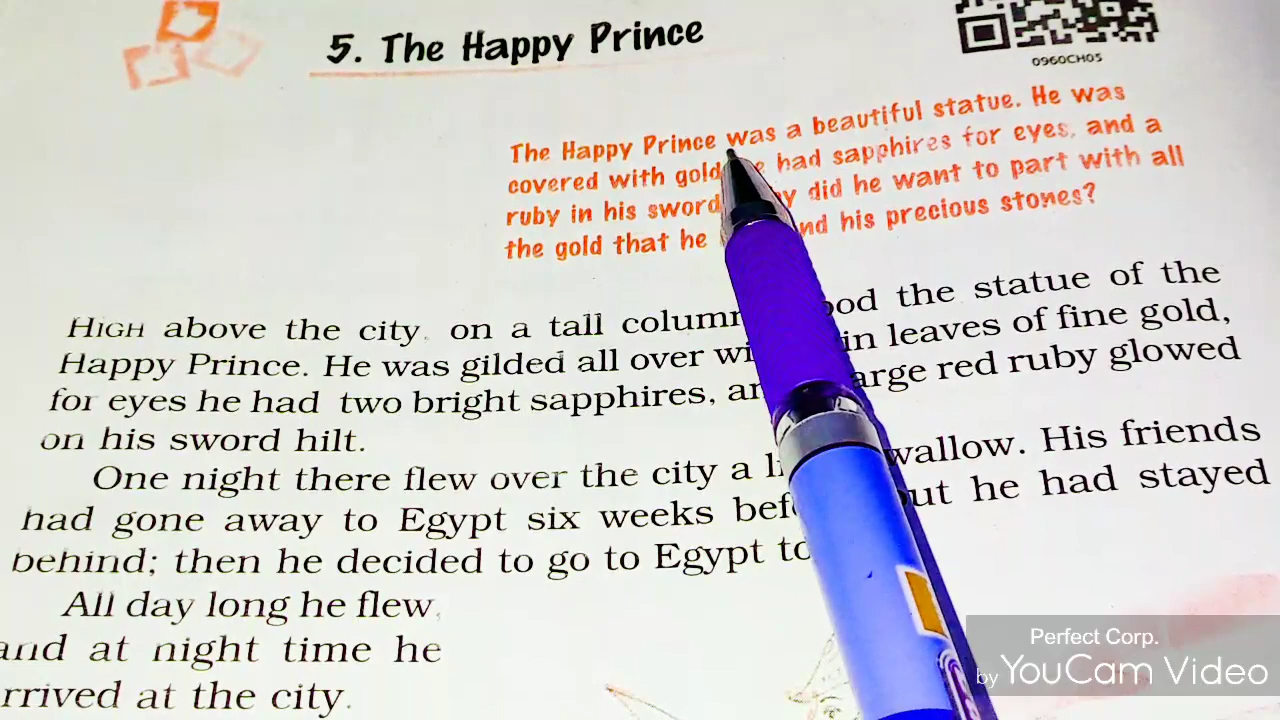 5. The Happy Prince
0960CH05
The Happy Prince was a beautiful statue. He was
covered with gold, he had sapphires for eyes, and a
ruby in his sword. did he want to part with all
the gold that he his precious stones?
HIGH above the city, on a tall column the statue of the
Happy Prince. He was gilded all over in leaves of fine gold,
for eyes he had two bright sapphires, large red ruby glowed
on his sword hilt.
One night there flew over the city a swallow. His friends
had gone away to Egypt six weeks but he had stayed
behind; then he decided to go to Egypt
All day long he flew,
and at night time he
arrived at the city.
Perfect Corp.
by YouCam Video